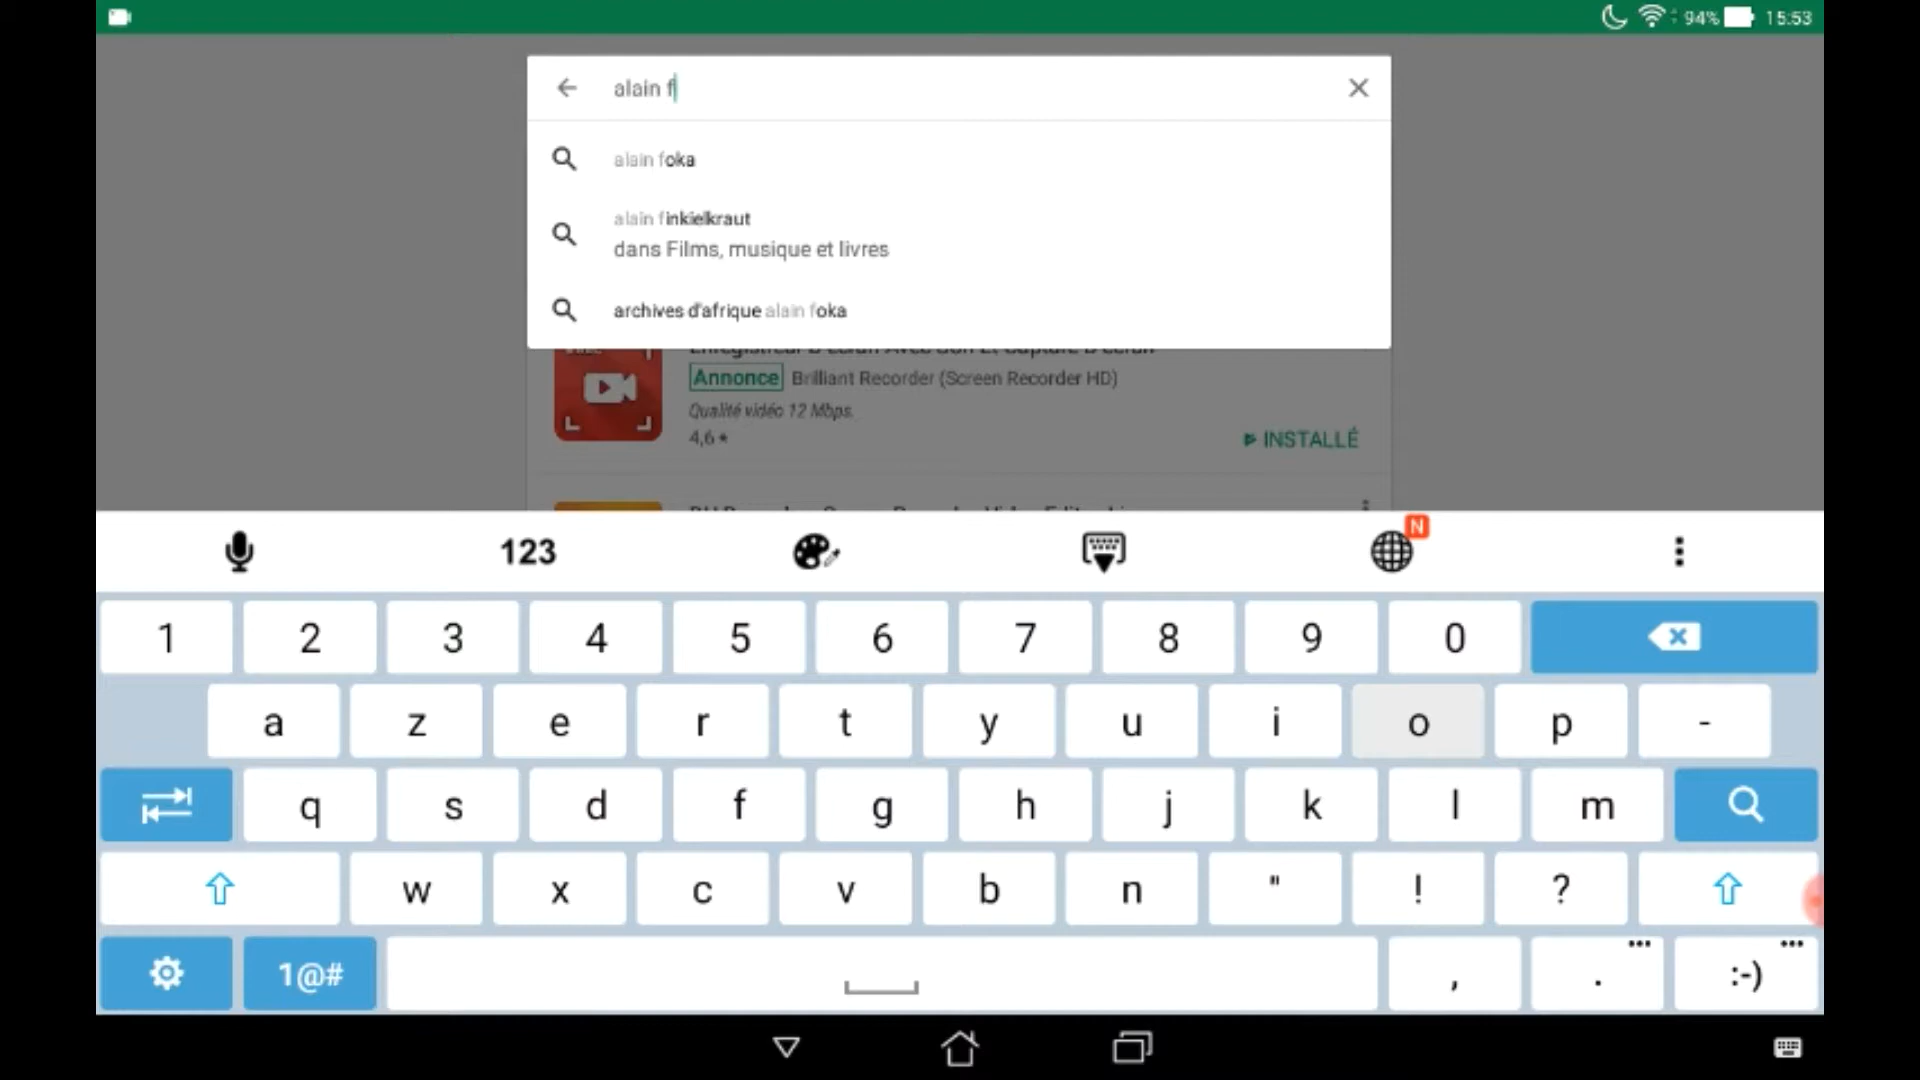 94% 15:53
alain f
alain foka
alain finkielkraut
dans Films, musique et livres
archives d'afrique alain foka
Annonce Brilliant Recorder (Screen Recorder HD)
Qualité vidéo 12 Mbps.
4,6 ★
INSTALLÉ
123
N
1 2 3 4 5 6 7 8 9 0
a z e r t y u i o p -
q s d f g h j k l m
w x c v b n " ! ?
1@# , . :-)